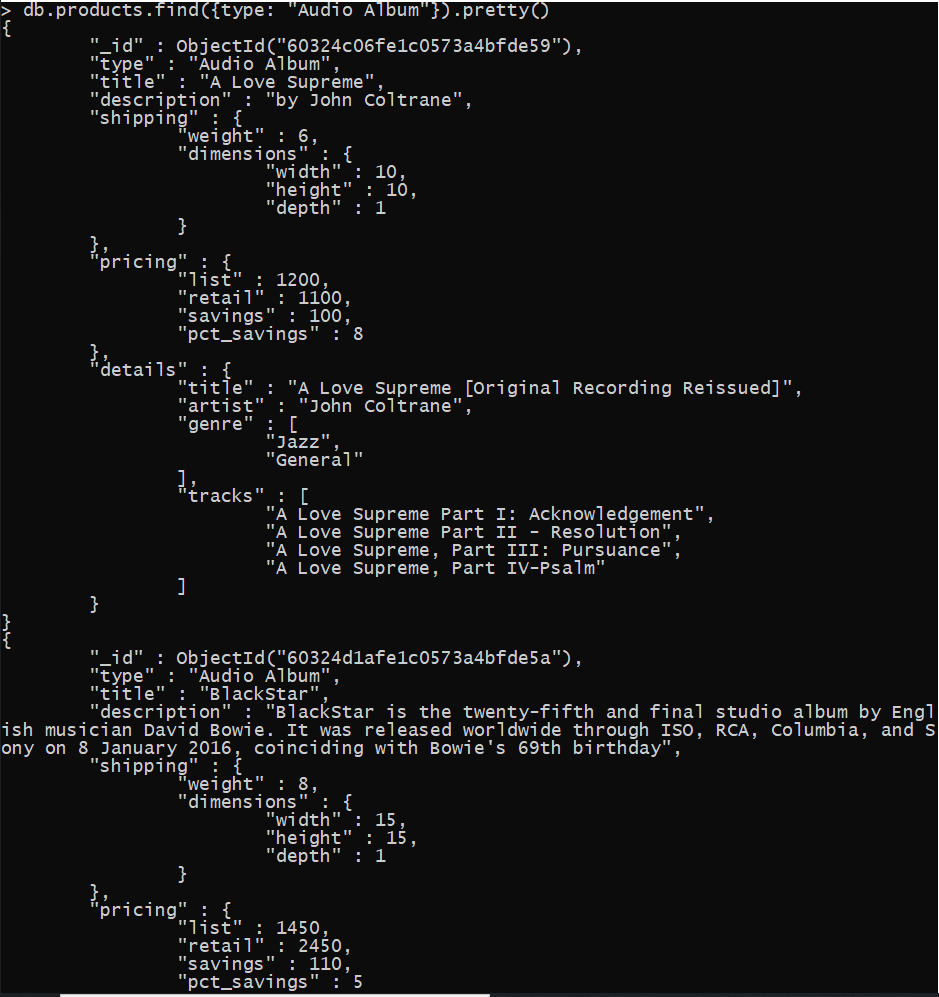 > db.products.find({type: "Audio Album"}).pretty()
{
        "_id" : ObjectId("60324c06fe1c0573a4bfde59"),
        "type" : "Audio Album",
        "title" : "A Love Supreme",
        "description" : "by John Coltrane",
        "shipping" : {
                "weight" : 6,
                "dimensions" : {
                        "width" : 10,
                        "height" : 10,
                        "depth" : 1
                }
        },
        "pricing" : {
                "list" : 1200,
                "retail" : 1100,
                "savings" : 100,
                "pct_savings" : 8
        },
        "details" : {
                "title" : "A Love Supreme [Original Recording Reissued]",
                "artist" : "John Coltrane",
                "genre" : [
                        "Jazz",
                        "General"
                ],
                "tracks" : [
                        "A Love Supreme Part I: Acknowledgement",
                        "A Love Supreme Part II - Resolution",
                        "A Love Supreme, Part III: Pursuance",
                        "A Love Supreme, Part IV-Psalm"
                ]
        }
}
{
        "_id" : ObjectId("60324d1afe1c0573a4bfde5a"),
        "type" : "Audio Album",
        "title" : "BlackStar",
        "description" : "BlackStar is the twenty-fifth and final studio album by Engl
ish musician David Bowie. It was released worldwide through ISO, RCA, Columbia, and S
ony on 8 January 2016, coinciding with Bowie's 69th birthday",
        "shipping" : {
                "weight" : 8,
                "dimensions" : {
                        "width" : 15,
                        "height" : 15,
                        "depth" : 1
                }
        },
        "pricing" : {
                "list" : 1450,
                "retail" : 2450,
                "savings" : 110,
                "pct_savings" : 5